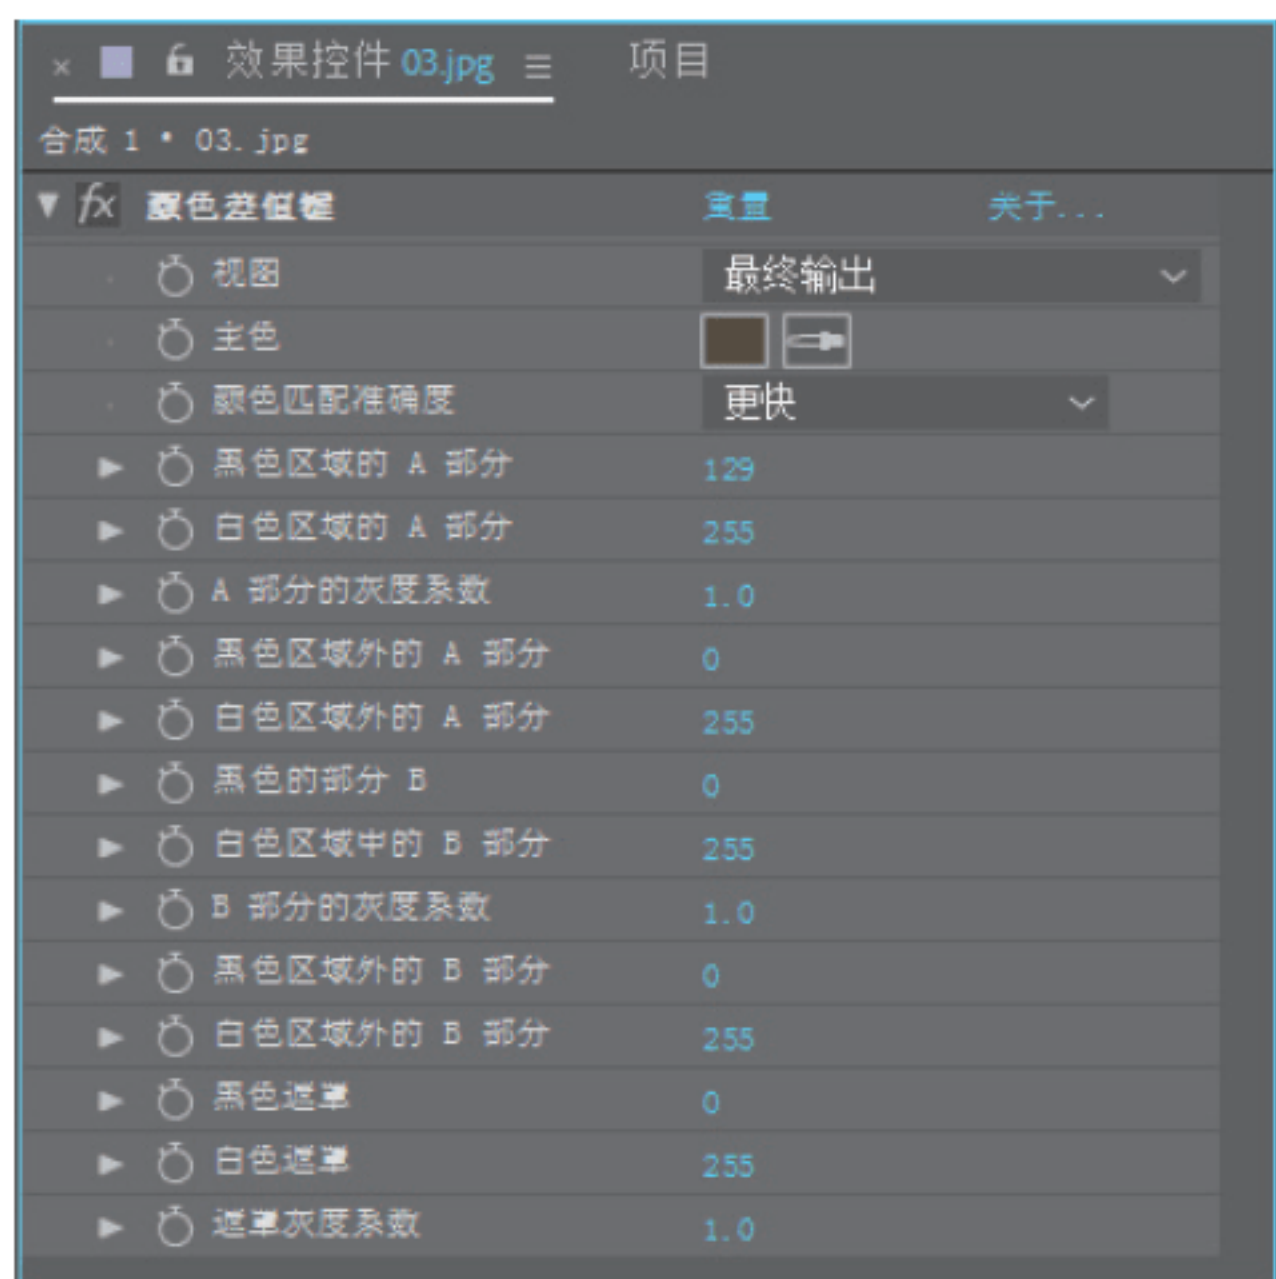 效果控件 03.jpg 项目
合成 1 • 03.jpg
fx 颜色差值键 重置 关于...
视图 最终输出
主色
颜色匹配准确度 更快
黑色区域的 A 部分 129
白色区域的 A 部分 255
A 部分的灰度系数 1.0
黑色区域外的 A 部分 0
白色区域外的 A 部分 255
黑色的部分 B 0
白色区域中的 B 部分 255
B 部分的灰度系数 1.0
黑色区域外的 B 部分 0
白色区域外的 B 部分 255
黑色遮罩 0
白色遮罩 255
遮罩灰度系数 1.0